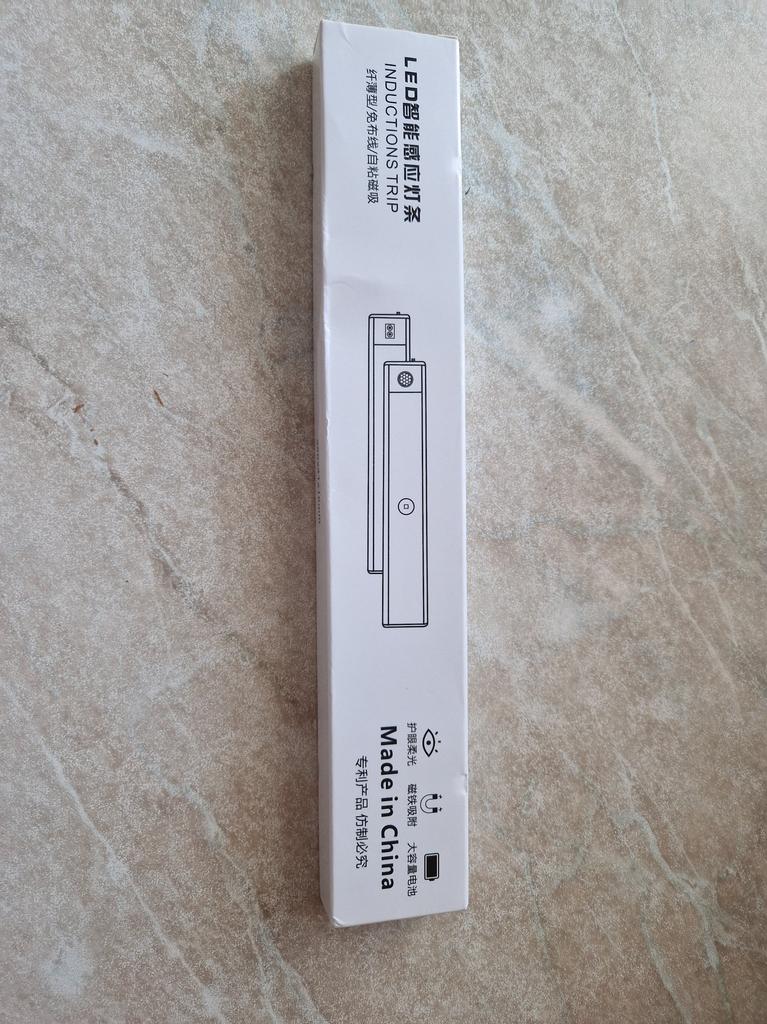 LED智能感应灯条
INDUCTIONS TRIP
纤薄型/免布线/自粘磁吸
护眼柔光
磁铁吸附
大容量电池
Made in China
专利产品 仿制必究